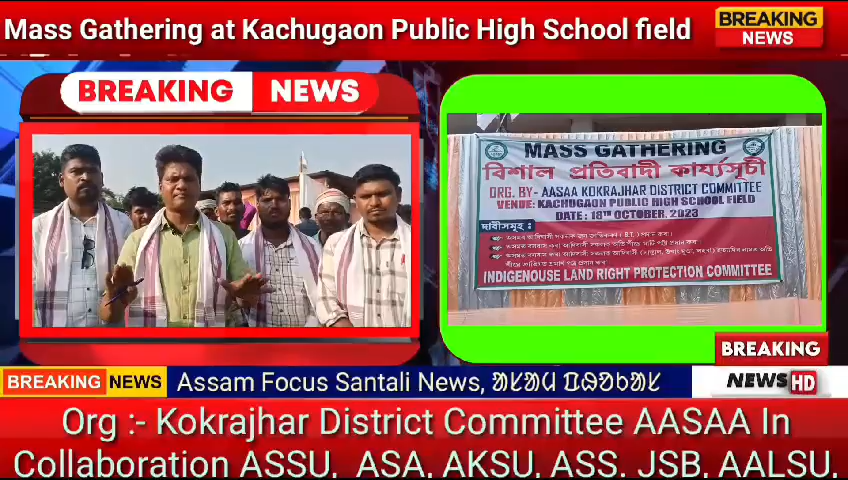 Mass Gathering at Kachugaon Public High School field
BREAKING
NEWS
BREAKING NEWS
MASS GATHERING
বিশাল প্ৰতিবাদী কাৰ্য্যসূচী
ORG. BY- AASAA KOKRAJHAR DISTRICT COMMITTEE
VENUE: KACHUGAON PUBLIC HIGH SCHOOL FIELD
DATE : 18TH OCTOBER, 2023
দাবীসমূহ :
INDIGENOUSE LAND RIGHT PROTECTION COMMITTEE
BREAKING
NEWS HD
BREAKING NEWS
Assam Focus Santali News,
Org :- Kokrajhar District Committee AASAA In
Collaboration ASSU, ASA, AKSU, ASS. JSB, AALSU,